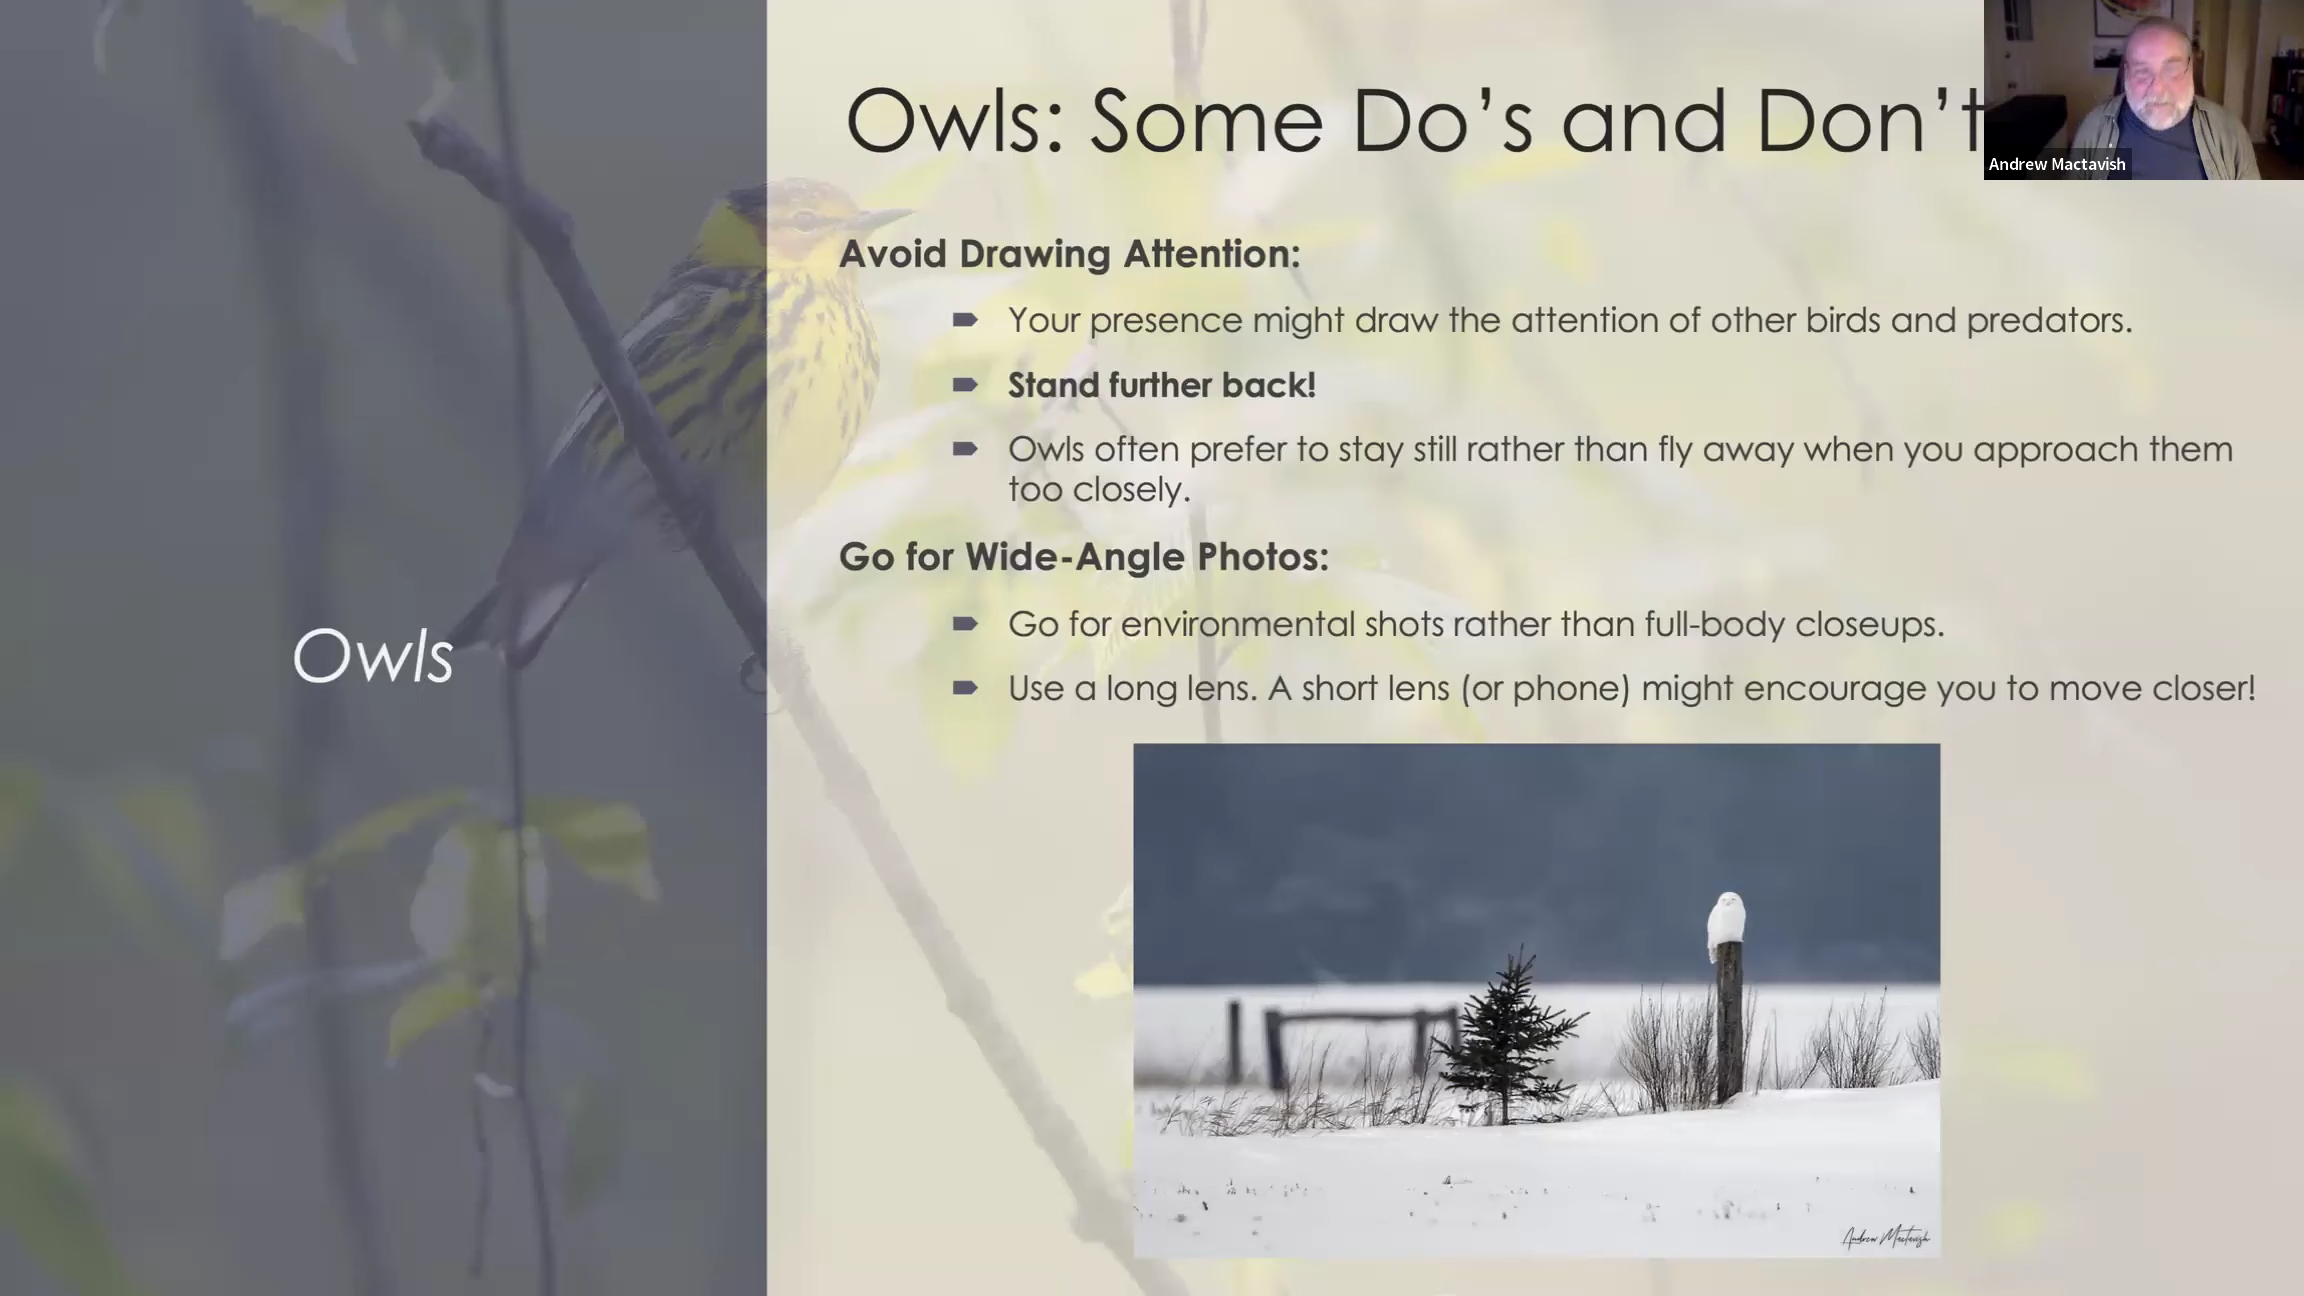 Owls: Some Do's and Don't
Andrew Mactavish
Avoid Drawing Attention:
Your presence might draw the attention of other birds and predators.
Stand further back!
Owls often prefer to stay still rather than fly away when you approach them
too closely.
Go for Wide-Angle Photos:
Go for environmental shots rather than full-body closeups.
Use a long lens. A short lens (or phone) might encourage you to move closer!
Owls
Andrew Mactavish